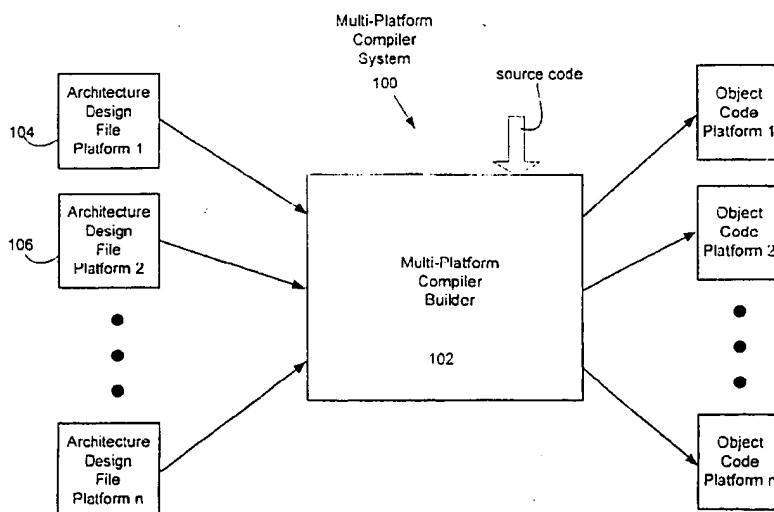 Multi-Platform
Compiler
System
100
source code
Architecture
Design
File
Platform 1
104
Architecture
Design
File
Platform 2
106
Architecture
Design
File
Platform n
Multi-Platform
Compiler
Builder
102
Object
Code
Platform 1
Object
Code
Platform 2
Object
Code
Platform n